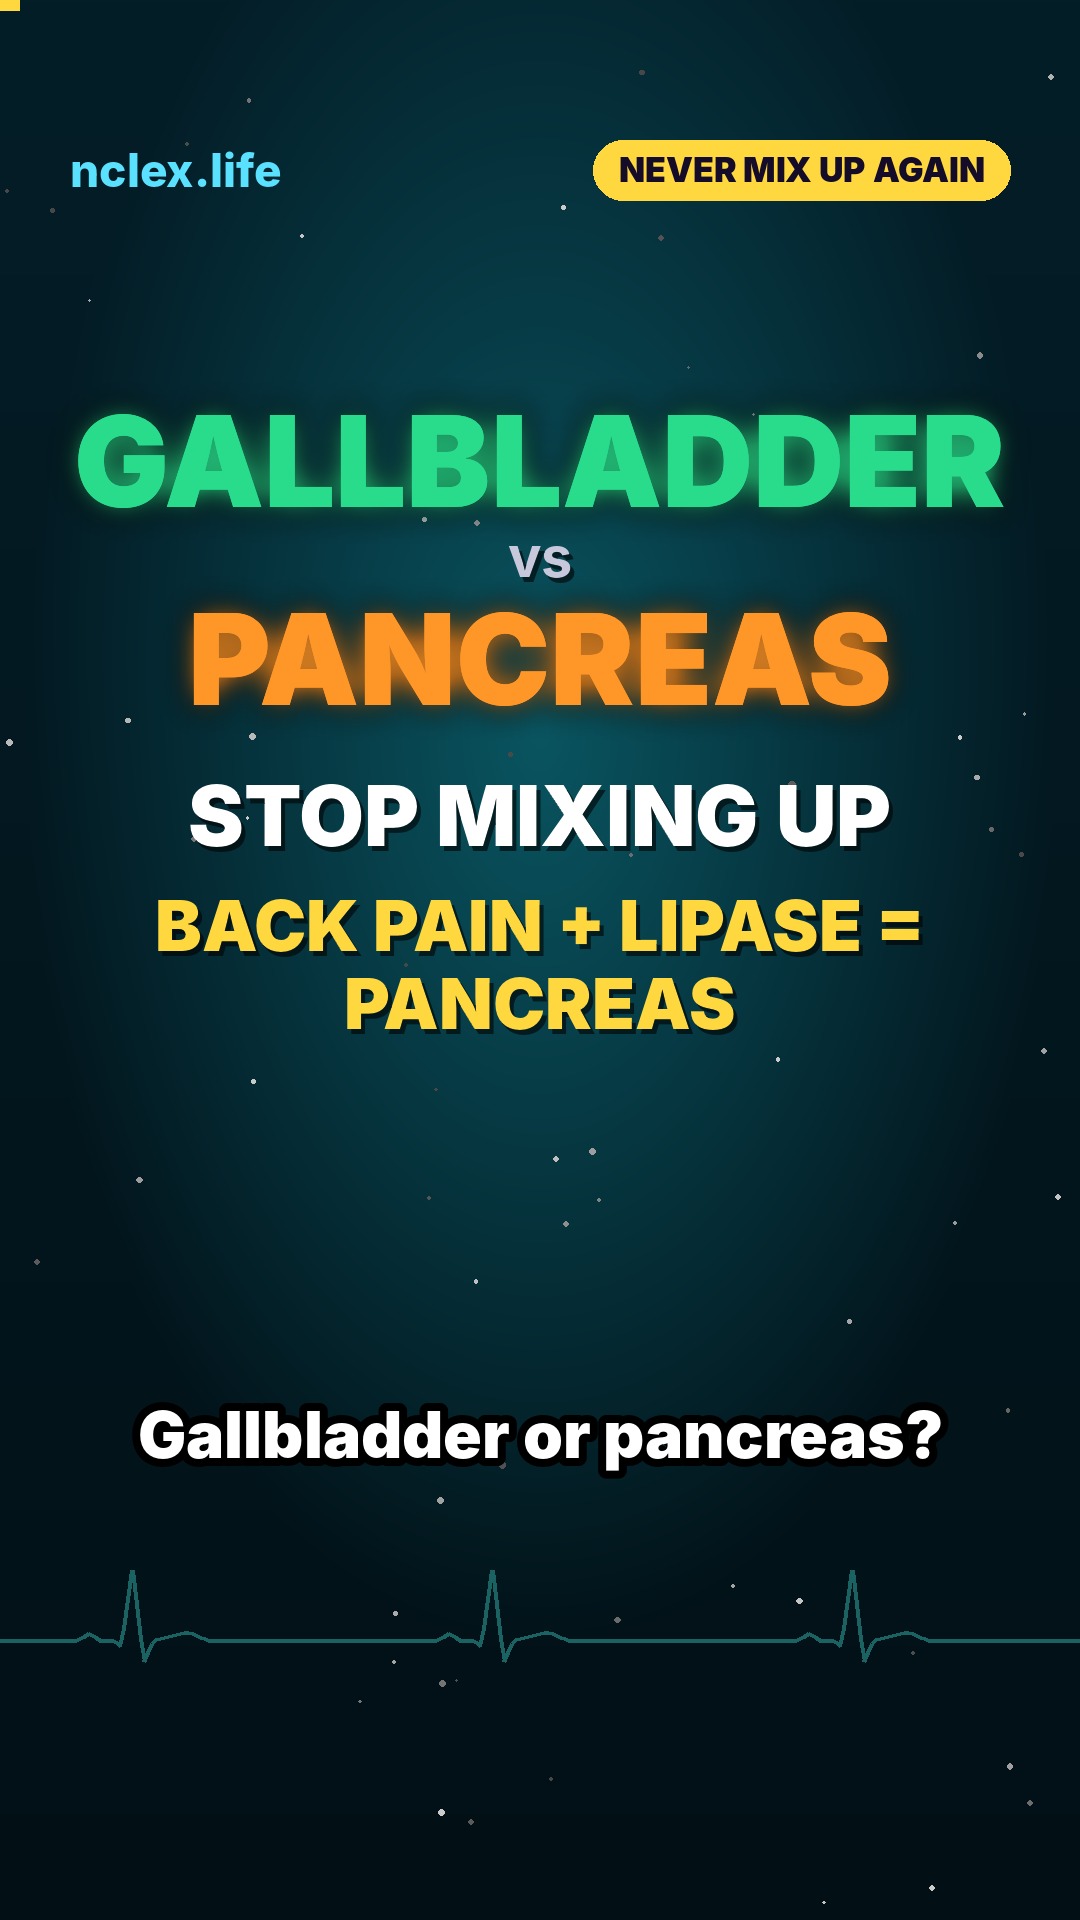 nclex.life
NEVER MIX UP AGAIN
GALLBLADDER
vs
PANCREAS
STOP MIXING UP
BACK PAIN + LIPASE =
PANCREAS
Gallbladder or pancreas?